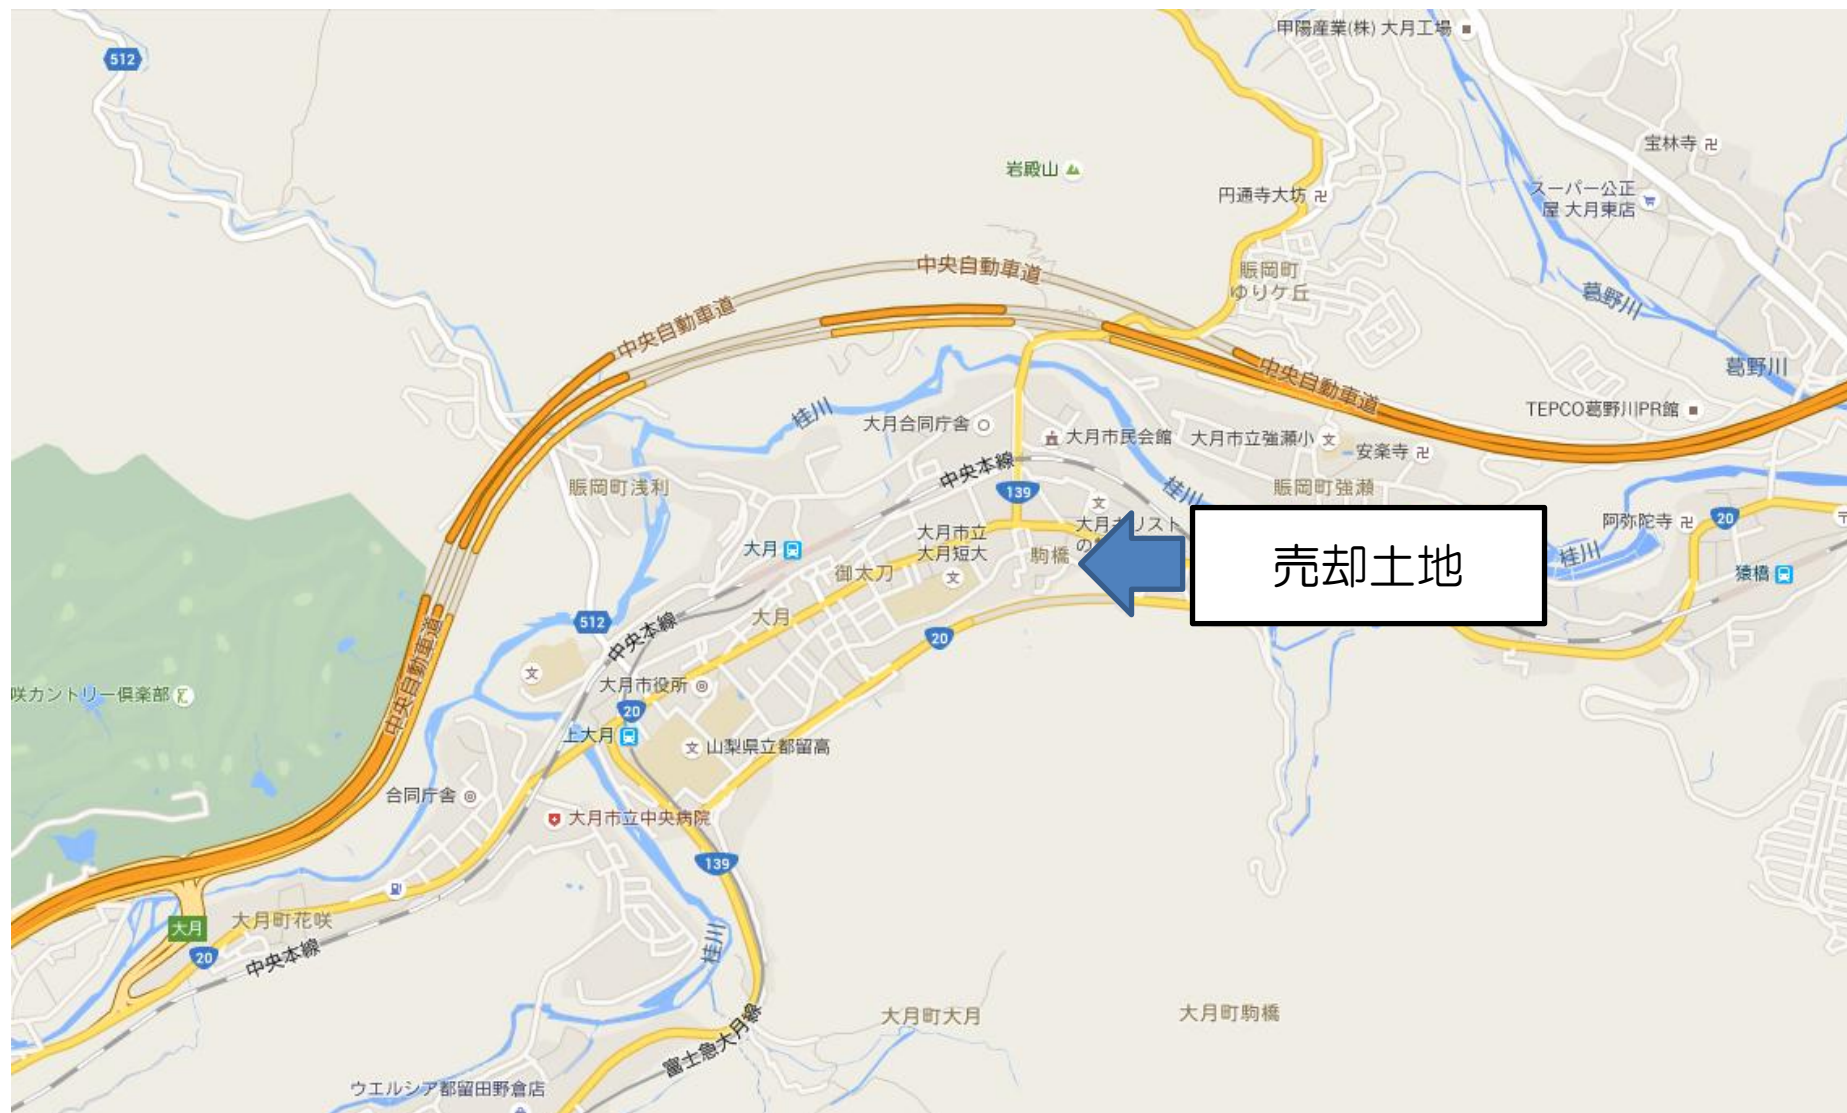 甲陽産業(株) 大月工場
512
宝林寺
岩殿山
円通寺大坊
スーパー公正
屋 大月東店
中央自動車道
賑岡町
ゆりケ丘
葛野川
中央自動車道
葛野川
中央自動車道
桂川
TEPCO葛野川PR館
大月合同庁舎
大月市民会館
大月市立強瀬小
安楽寺
中央本線
賑岡町浅利
139
桂川
賑岡町強瀬
文
大月
リスト
の
阿弥陀寺
20
大月市立
大月短大
文
駒橋
売却土地
桂川
大月
御太刀
猿橋
大月
512
中央本線
20
中央自動車道
文
大月市役所
咲カントリー倶楽部
20
上大月
文
山梨県立都留高
合同庁舎
大月市立中央病院
139
大月町花咲
大月
20
中央本線
桂川
大月町大月
大月町駒橋
富士急大月線
ウエルシア都留田野倉店